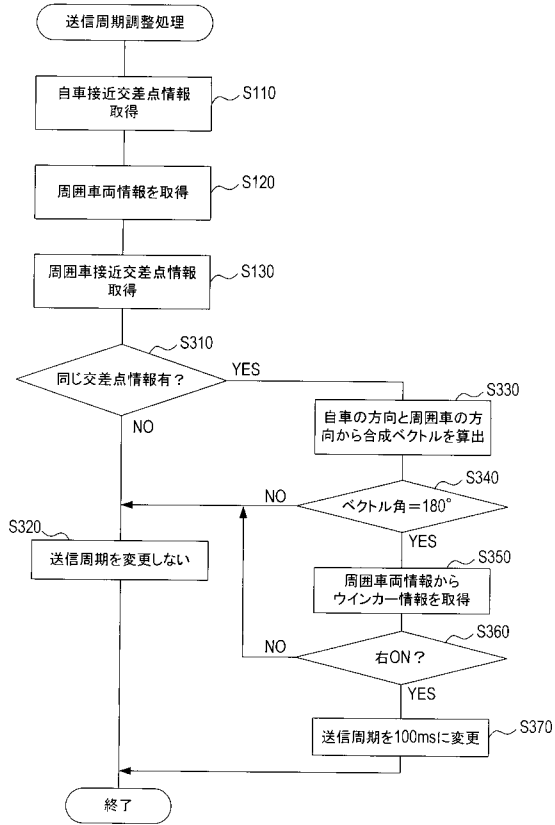 送信周期調整処理
自車接近交差点情報
取得
S110
周囲車両情報を取得
S120
周囲車接近交差点情報
取得
S130
同じ交差点情報有？
S310
YES
NO
自車の方向と周囲車の方
向から合成ベクトルを算出
S330
ベクトル角＝180°
S340
NO
YES
送信周期を変更しない
S320
周囲車両情報から
ウインカー情報を取得
S350
右ON？
S360
NO
YES
送信周期を100msに変更
S370
終了